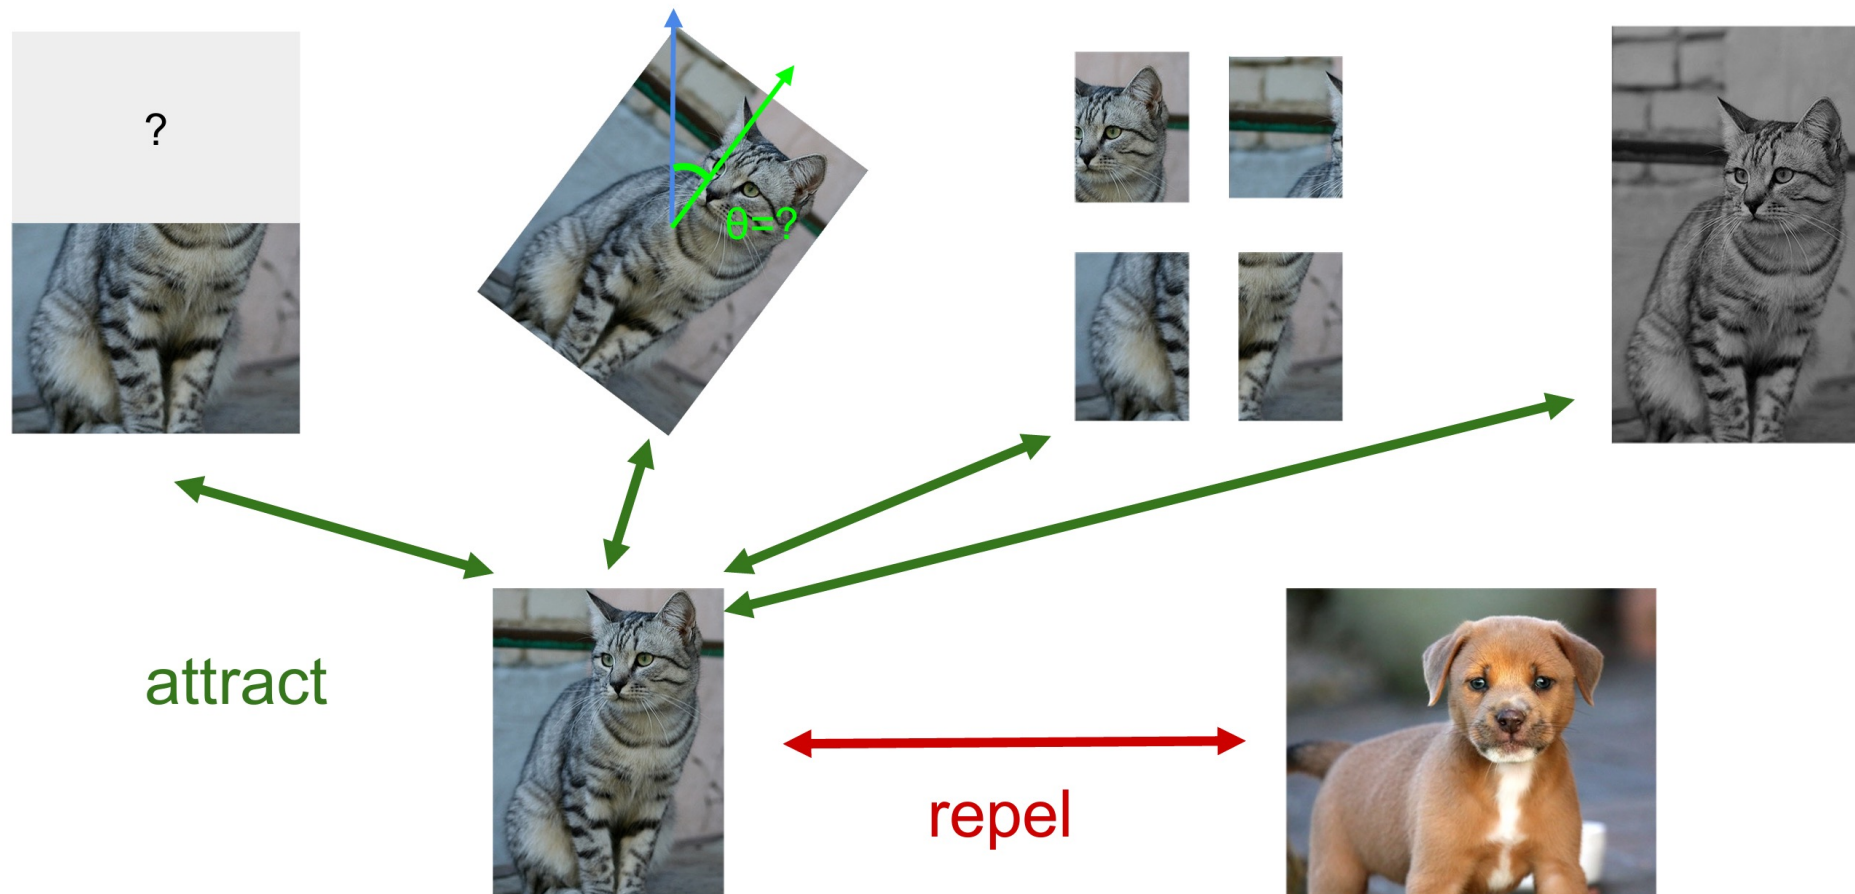 ?
θ=?
attract
repel